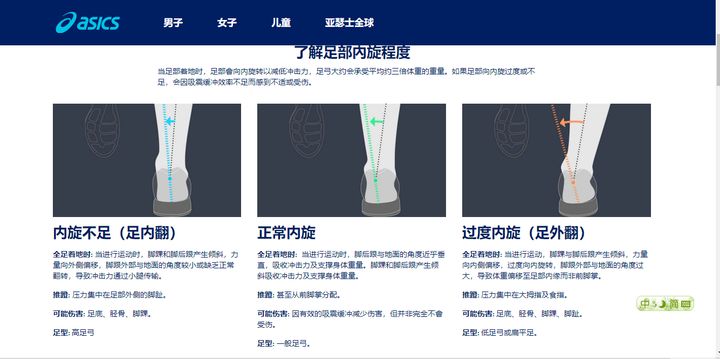 asics 男子 女子 儿童 亚瑟士全球
了解足部内旋程度
当足部着地时，足部會向内旋转以减低冲击力，足弓大约会承受平均约三倍体重的重量。如果足部向内旋过度或不
足，会因吸震缓冲效率不足而感到不适或受伤。
内旋不足（足内翻）
全足着地时: 当进行运动时，脚踝和脚后跟产生倾斜，力
量向外侧偏移，脚跟外部与地面的角度较小或缺乏正常
翻转，导致冲击力通过小腿传输。
推蹬: 压力集中在足部外侧的脚趾。
可能伤害: 足底、胫骨、脚踝。
足型: 高足弓
正常内旋
全足着地时: 当进行运动时，脚后跟与地面的角度近乎垂
直，吸收冲击力及支撑身体重量。脚踝和脚后跟产生倾
斜吸收冲击力及支撑身体重量。
推蹬: 甚至从前脚掌分配。
可能伤害: 因有效的吸震缓冲减少伤害，但并非完全不會
受伤。
足型: 一般足弓。
过度内旋（足外翻）
全足着地时: 当进行运动，脚踝与脚后跟产生倾斜，力量
向内侧偏移，过度向内旋转，脚跟外部与地面的角度过
大，导致体重偏移至足部内缘而非前脚掌。
推蹬: 压力集中在大拇指及食指。
可能伤害: 足底、胫骨、脚踝、脚趾。
足型: 低足弓或扁平足。
中 简